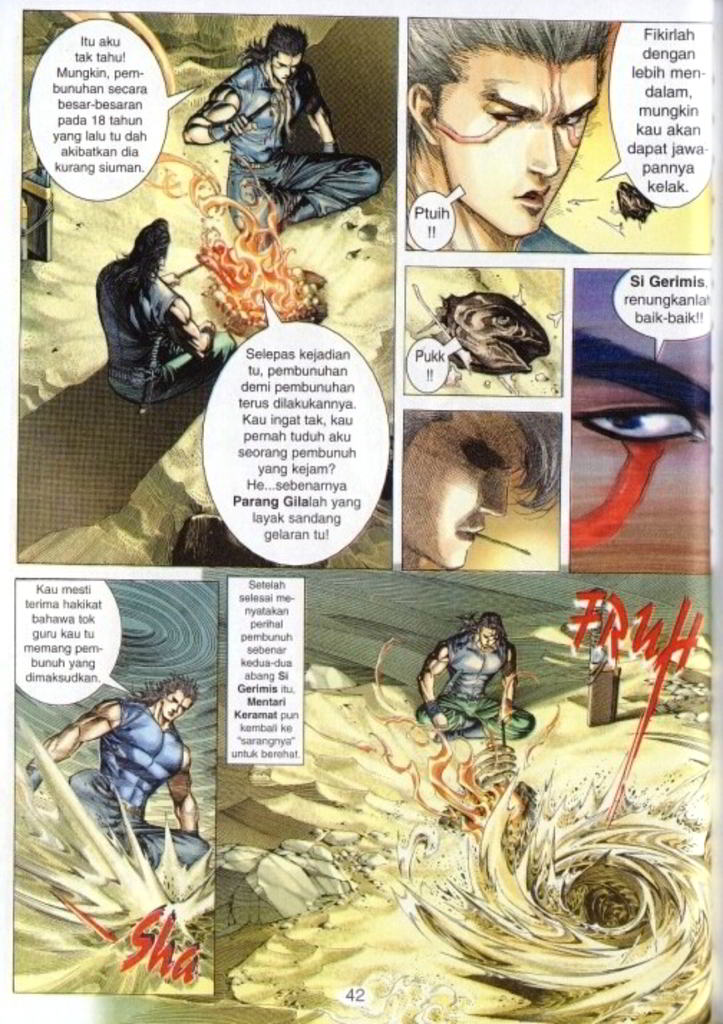 Itu aku
tak tahu!
Mungkin, pem-
bunuhan secara
besar-besaran
pada 18 tahun
yang lalu tu dah
akibatkan dia
kurang siuman.
Selepas kejadian
tu, pembunuhan
demi pembunuhan
terus dilakukannya.
Kau ingat tak, kau
pernah tuduh aku
seorang pembunuh
yang kejam?
He...sebenarnya
Parang Gilalah yang
layak sandang
gelaran tu!
Fikirlah
dengan
lebih men-
dalam,
mungkin
kau akan
dapat jawa-
pannya
kelak.
Ptuih
!!
Pukk
!!
Si Gerimis,
renungkanlah
baik-baik!!
Kau mesti
terima hakikat
bahawa tok
guru kau tu
memang pem-
bunuh yang
dimaksudkan.
Sha
Setelah
selesai me-
nyatakan
perihal
pembunuh
sebenar
kedua-dua
abang Si
Gerimis itu,
Mentari
Keramat pun
kembali ke
"sarangnya"
untuk berehat.
FRUH
42